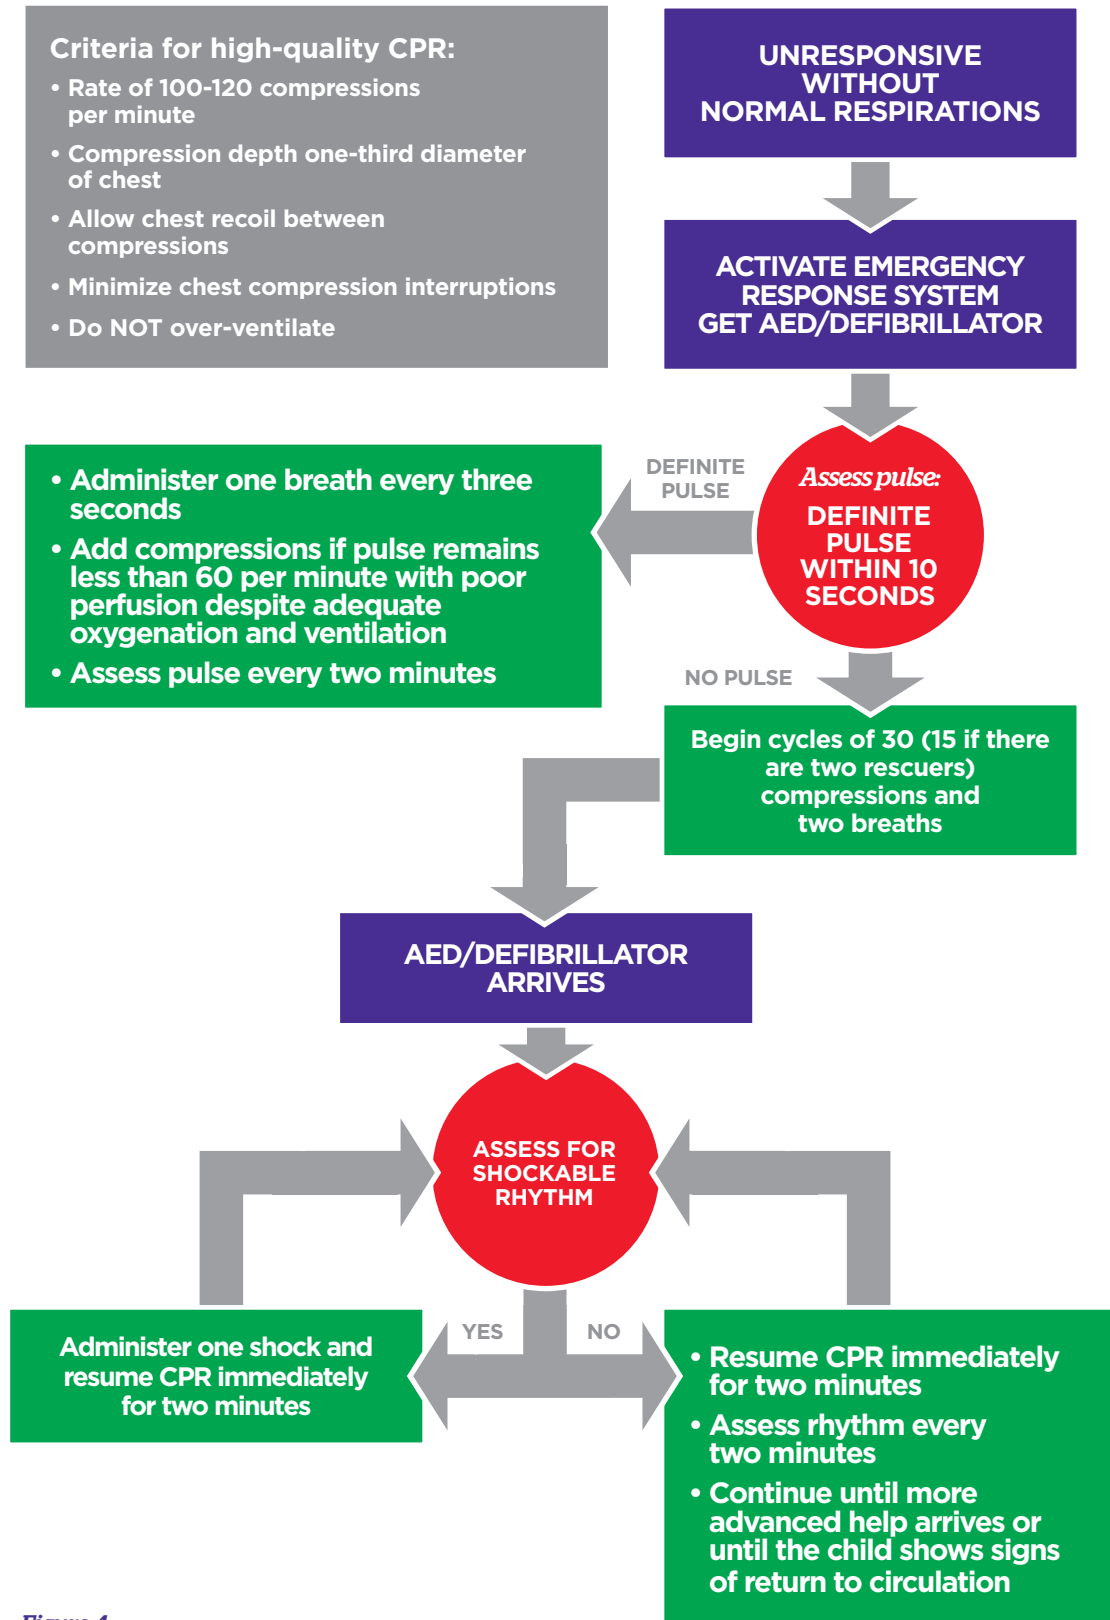 Criteria for high-quality CPR:
• Rate of 100-120 compressions
per minute
• Compression depth one-third diameter
of chest
• Allow chest recoil between
compressions
• Minimize chest compression interruptions
• Do NOT over-ventilate
UNRESPONSIVE
WITHOUT
NORMAL RESPIRATIONS
ACTIVATE EMERGENCY
RESPONSE SYSTEM
GET AED/DEFIBRILLATOR
Assess pulse:
DEFINITE
PULSE
WITHIN 10
SECONDS
DEFINITE
PULSE
• Administer one breath every three
seconds
• Add compressions if pulse remains
less than 60 per minute with poor
perfusion despite adequate
oxygenation and ventilation
• Assess pulse every two minutes
NO PULSE
Begin cycles of 30 (15 if there
are two rescuers)
compressions and
two breaths
AED/DEFIBRILLATOR
ARRIVES
ASSESS FOR
SHOCKABLE
RHYTHM
YES
NO
Administer one shock and
resume CPR immediately
for two minutes
• Resume CPR immediately
for two minutes
• Assess rhythm every
two minutes
• Continue until more
advanced help arrives or
until the child shows signs
of return to circulation